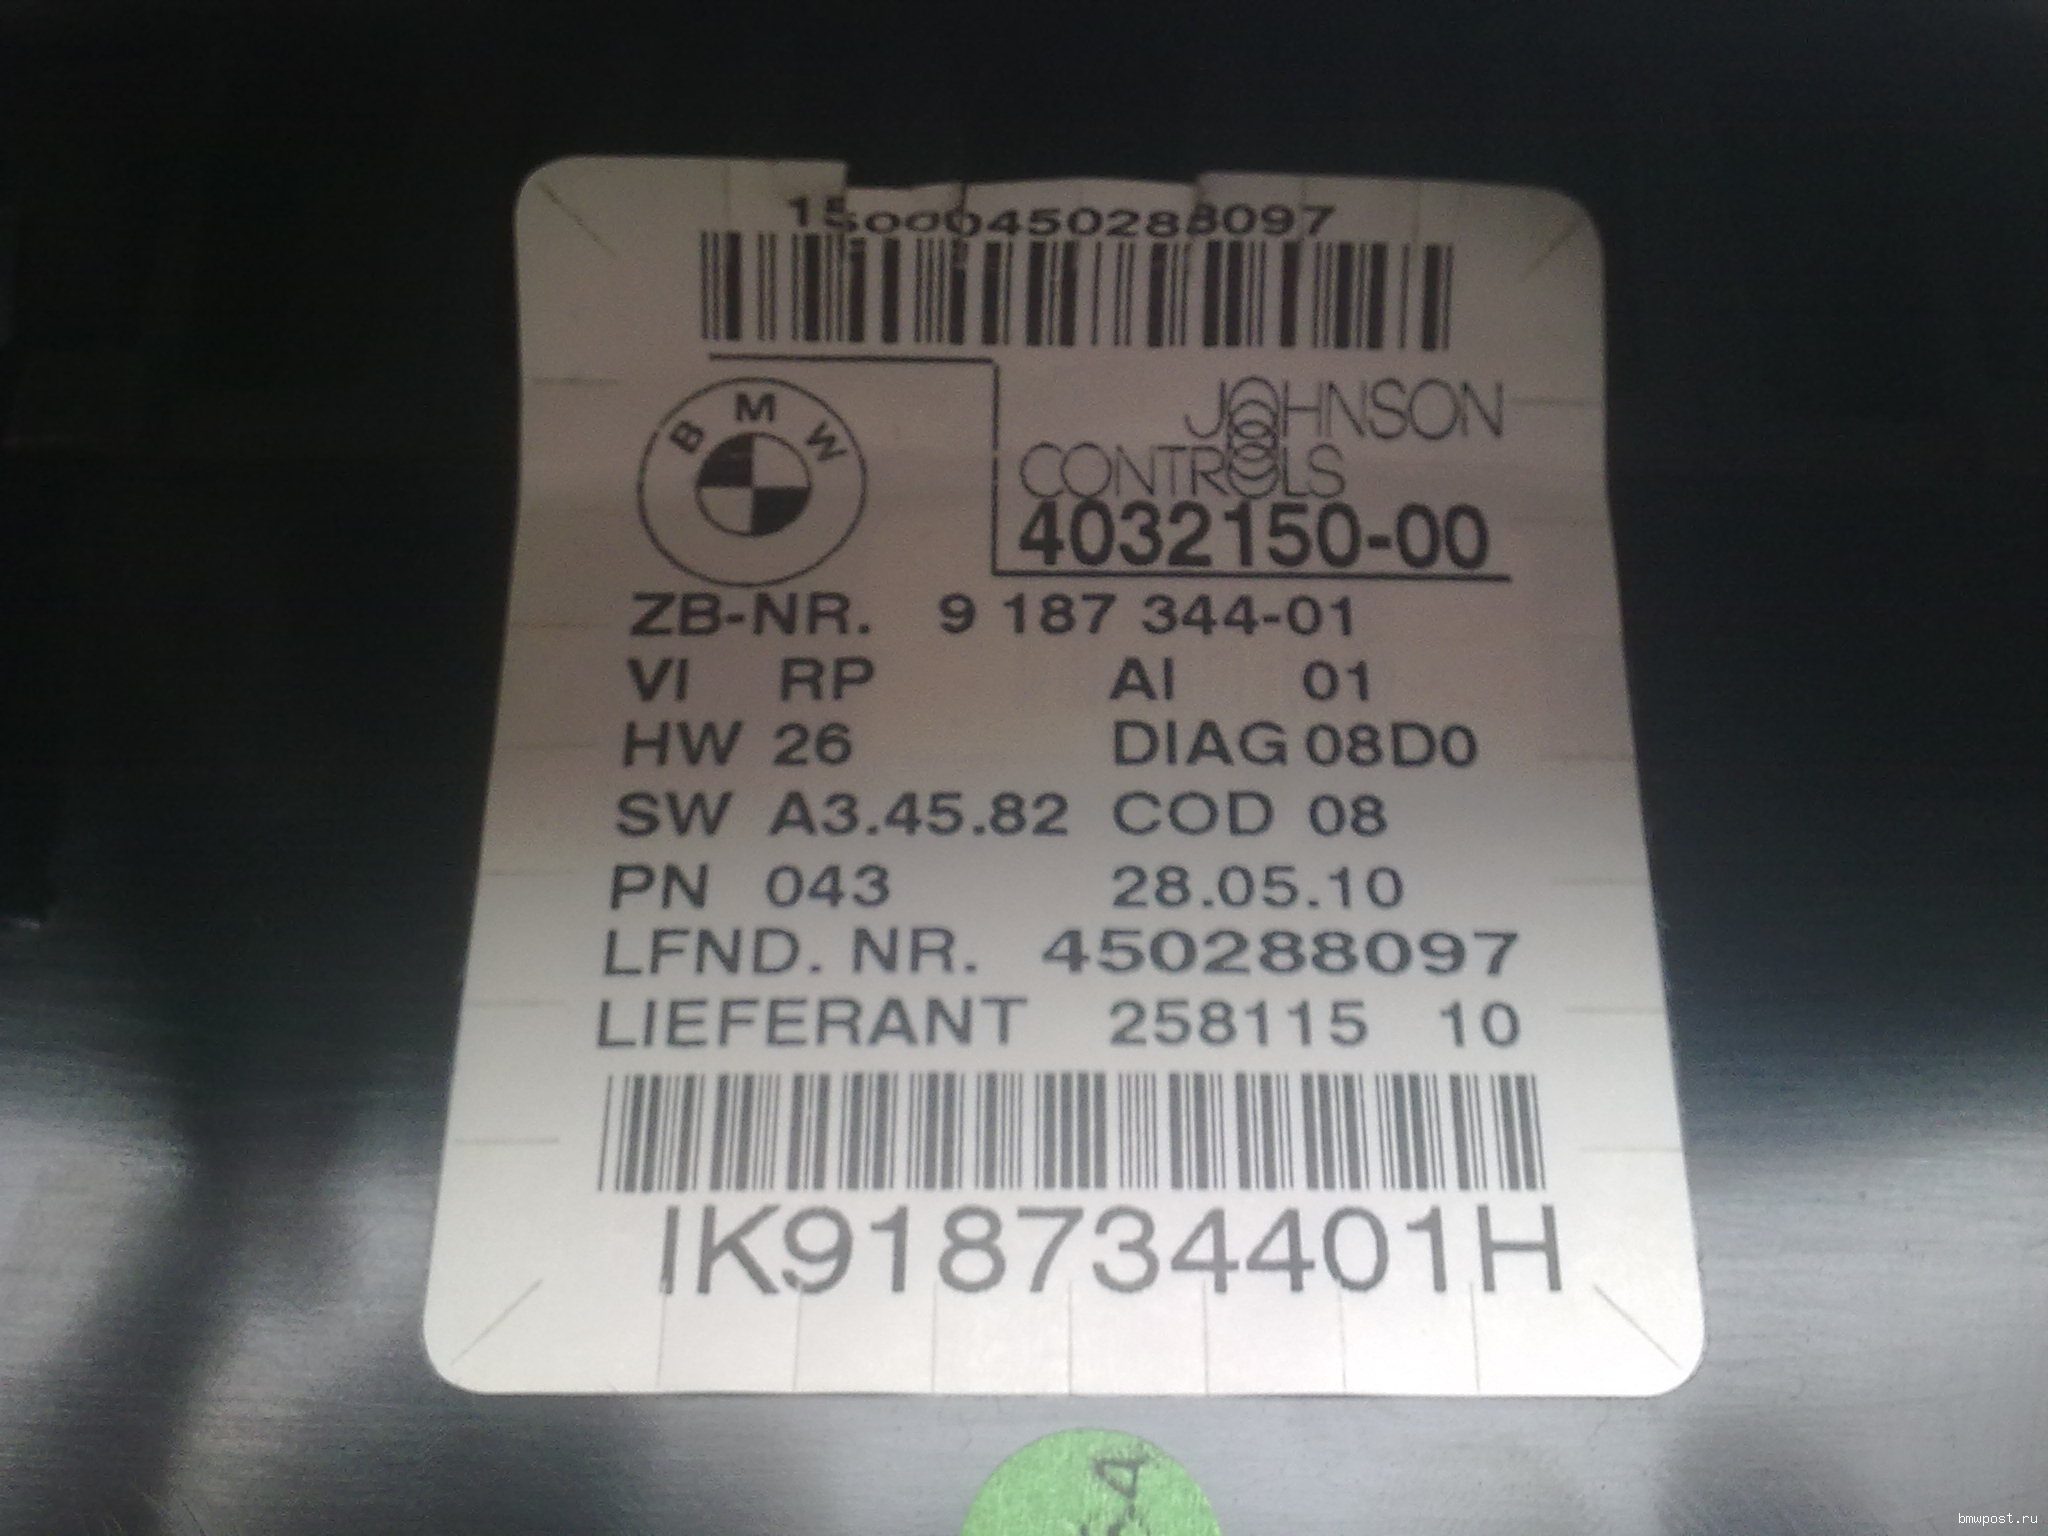 15000450288097
BMW
JOHNSON
CONTROLS
4032150-00
ZB-NR. 9 187 344-01
VI RP AI 01
HW 26 DIAG 08D0
SW A3.45.82 COD 08
PN 043 28.05.10
LFND. NR. 450288097
LIEFERANT 258115 10
IK918734401H
bmwpost.ru